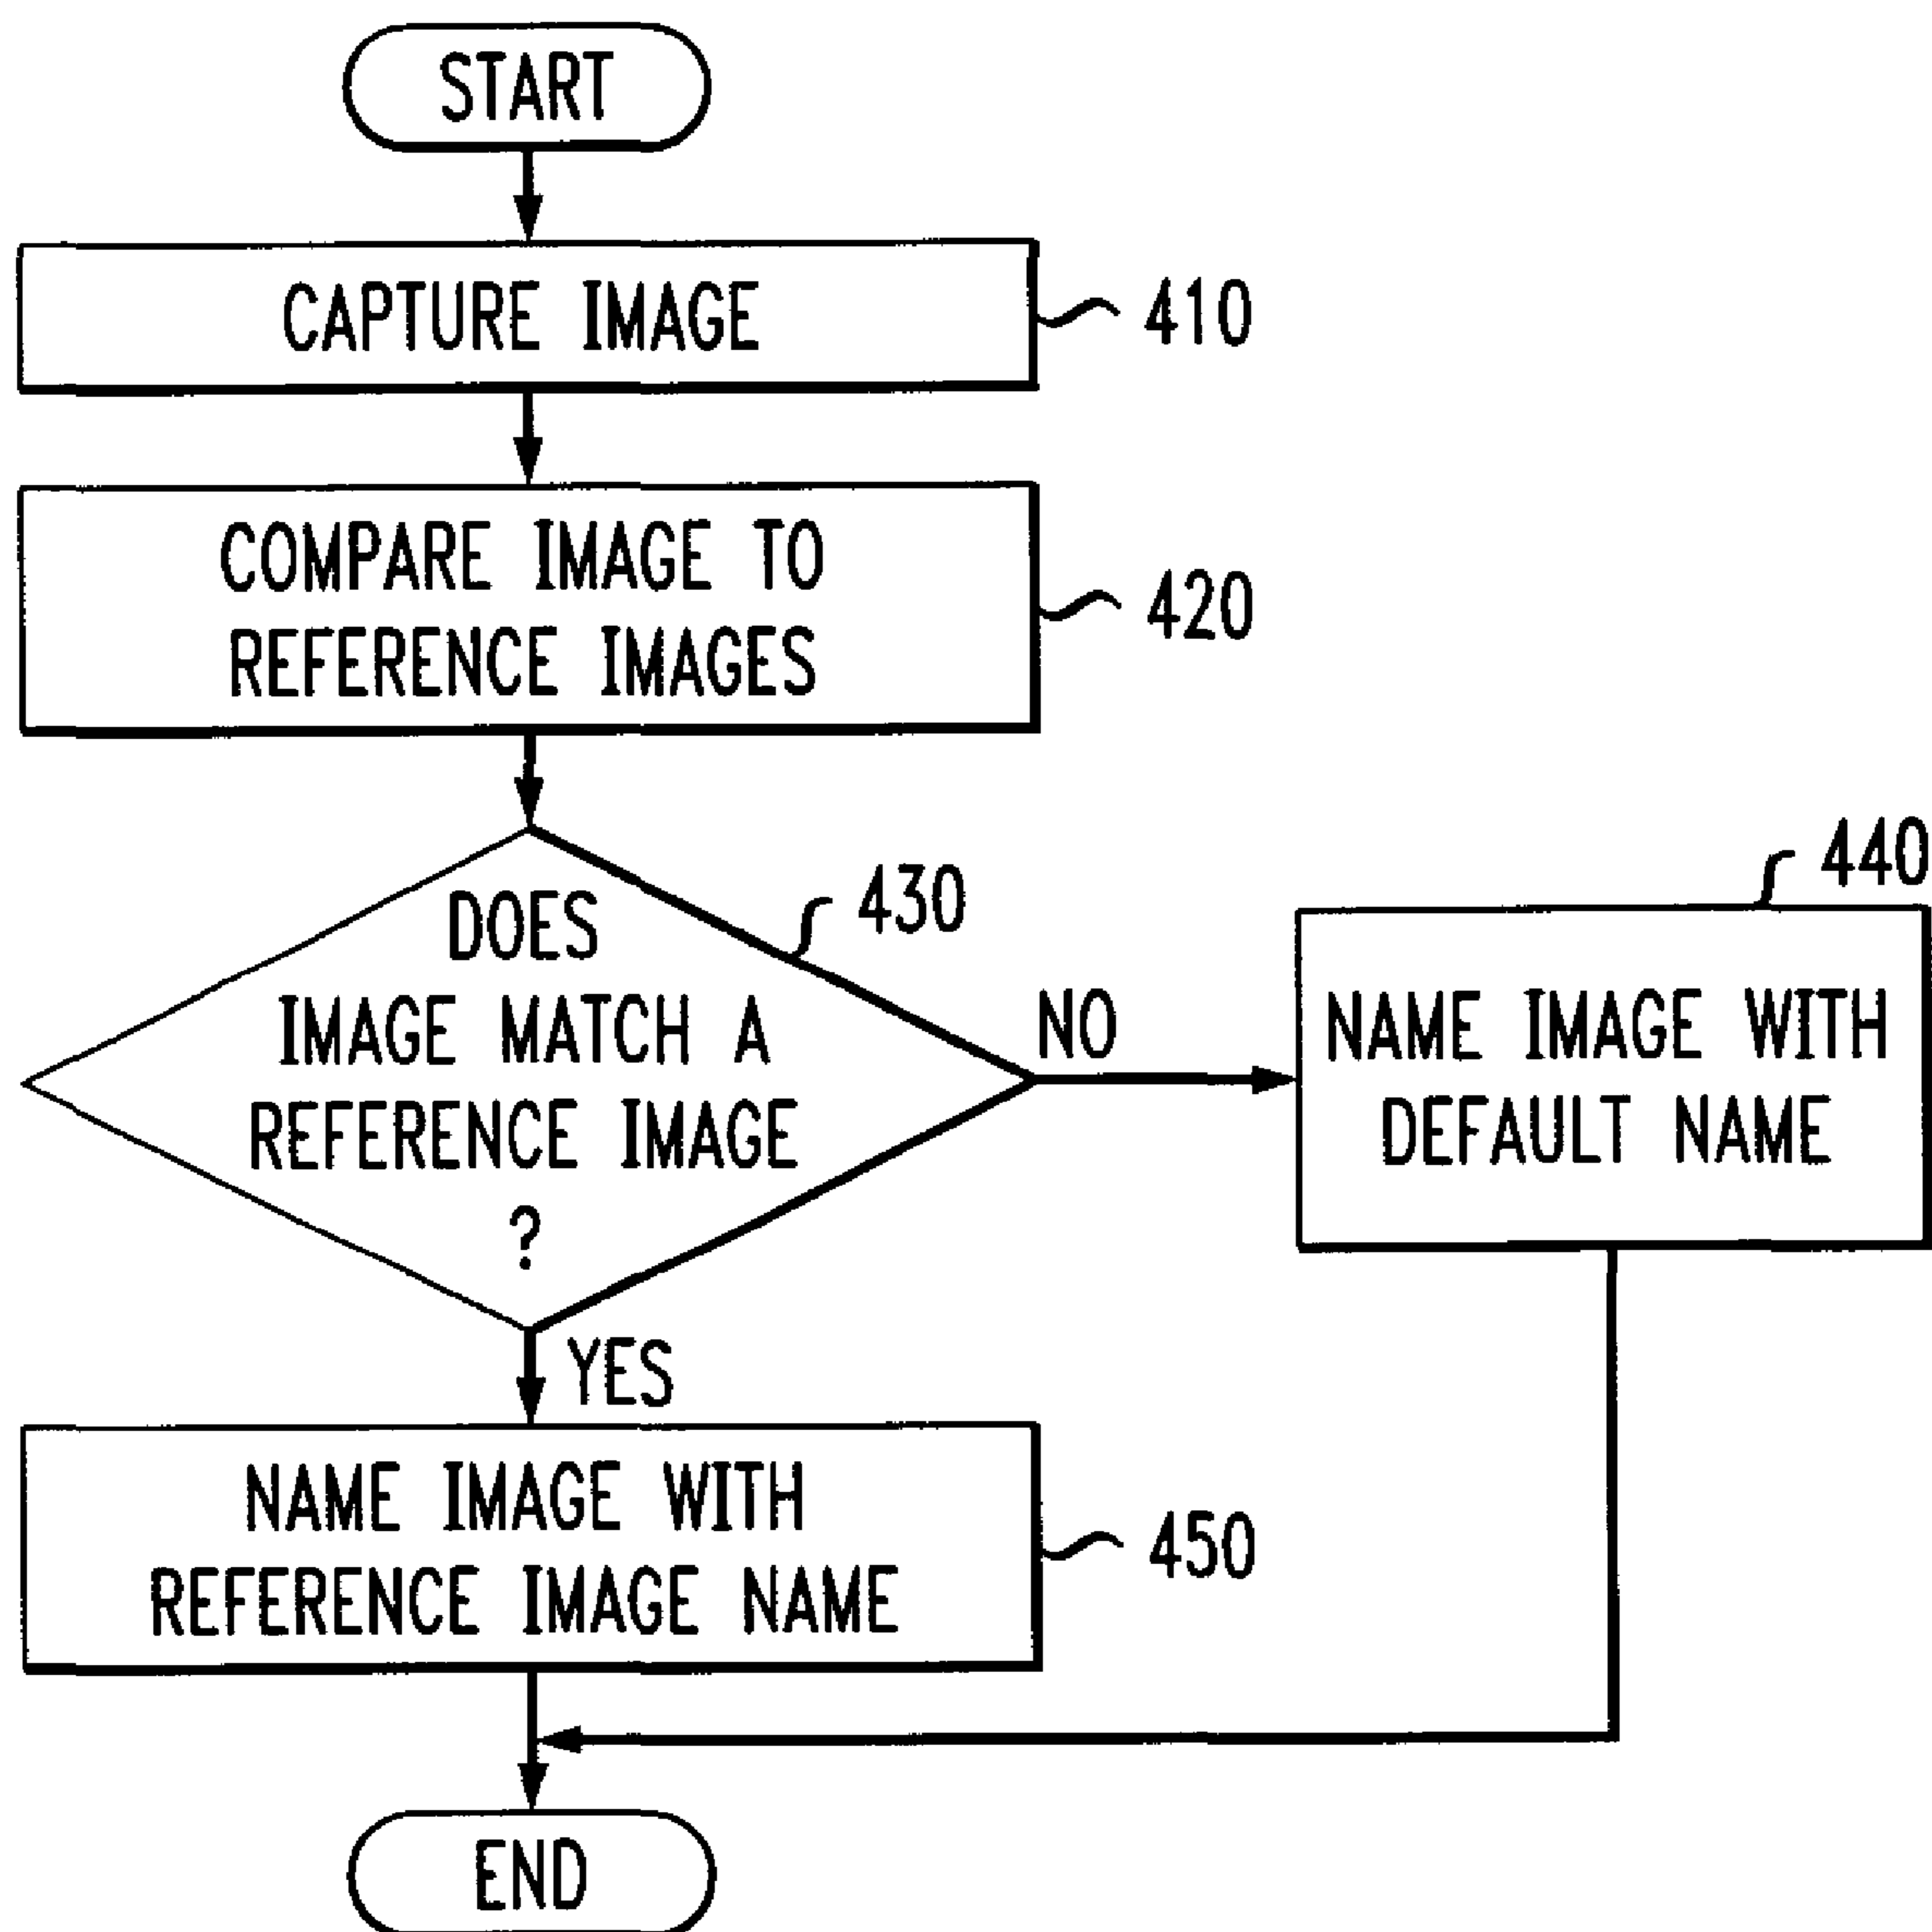 START
CAPTURE IMAGE
410
COMPARE IMAGE TO
REFERENCE IMAGES
420
DOES
IMAGE MATCH A
REFERENCE IMAGE
?
430
NO
440
NAME IMAGE WITH
DEFAULT NAME
YES
NAME IMAGE WITH
REFERENCE IMAGE NAME
450
END